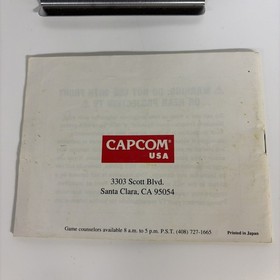 CAPCOM®
USA
3303 Scott Blvd.
Santa Clara, CA 95054
Game counselors available 8 a.m. to 5 p.m. P.S.T. (408) 727-1665
Printed in Japan